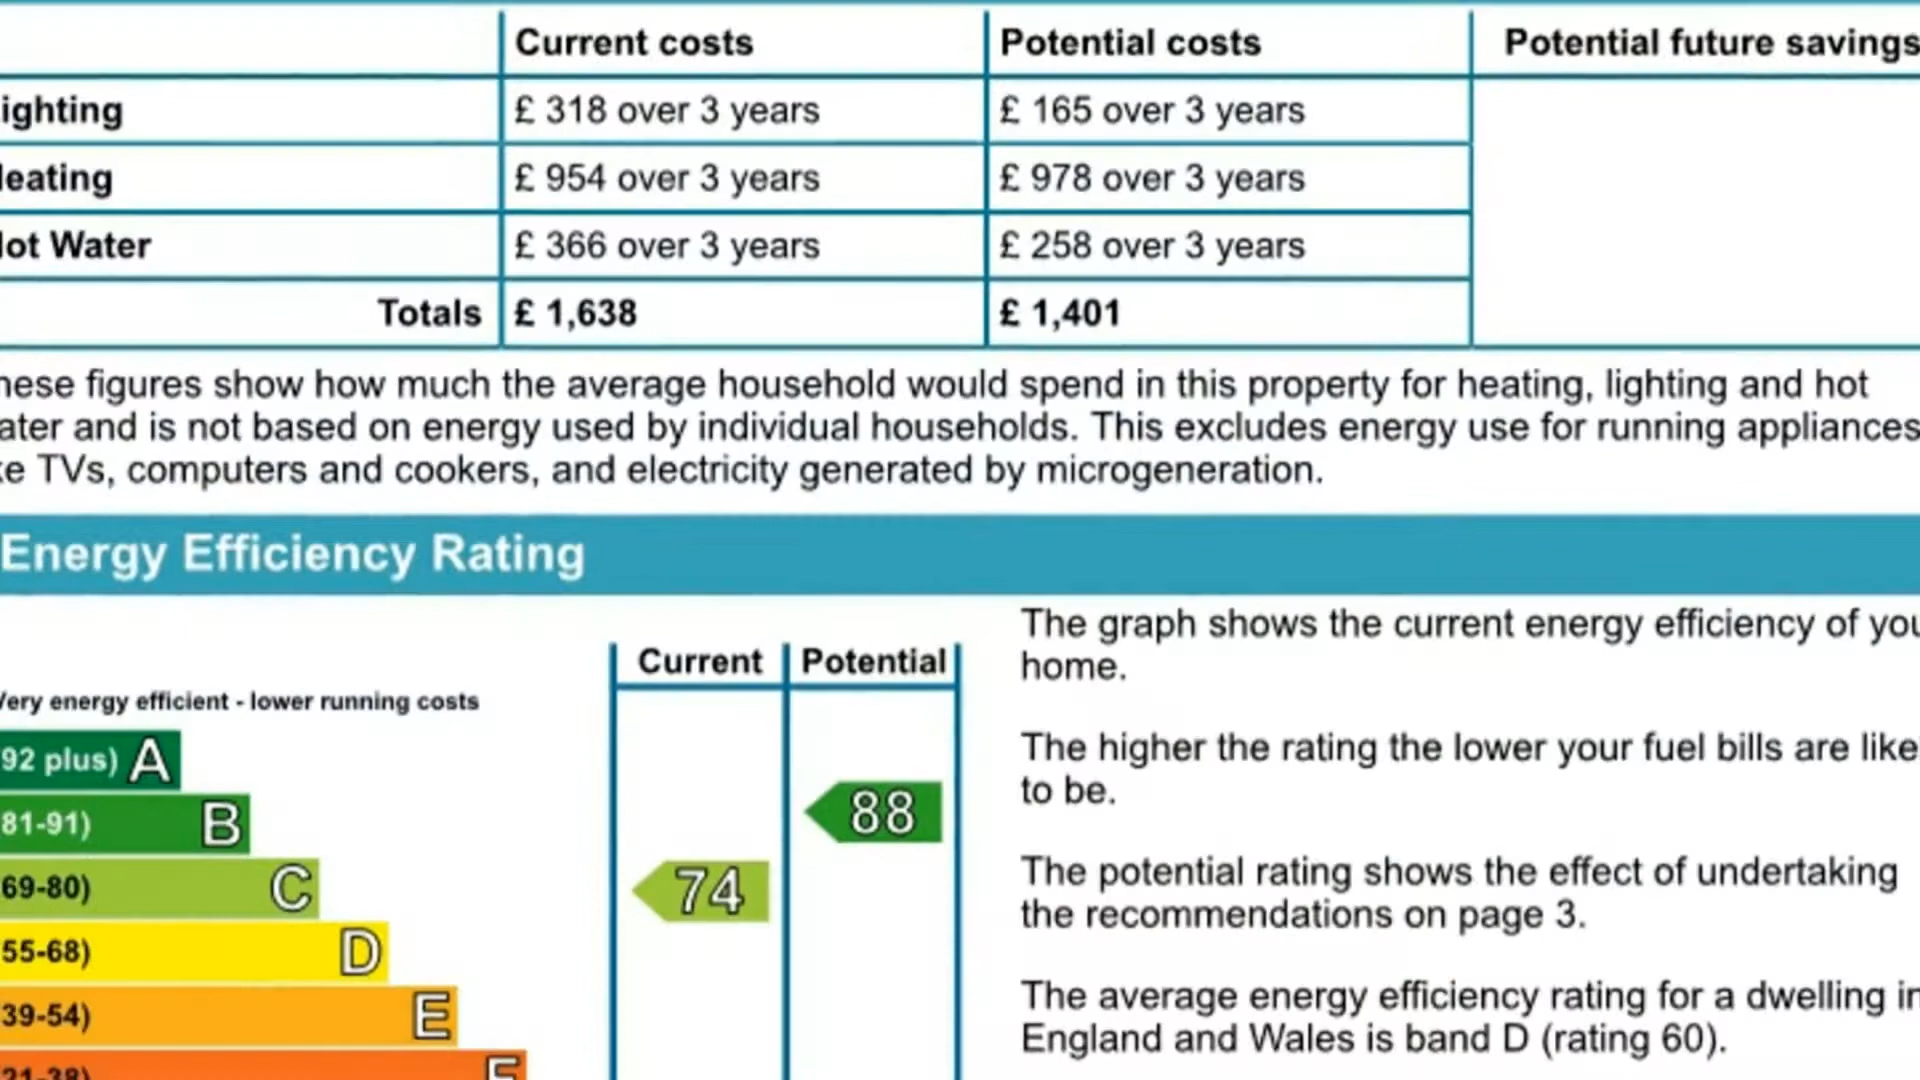 Current costs Potential costs Potential future savings
ighting £ 318 over 3 years £ 165 over 3 years
eating £ 954 over 3 years £ 978 over 3 years
ot Water £ 366 over 3 years £ 258 over 3 years
Totals £ 1,638 £ 1,401
hese figures show how much the average household would spend in this property for heating, lighting and hot
ater and is not based on energy used by individual households. This excludes energy use for running appliances
ke TVs, computers and cookers, and electricity generated by microgeneration.
Energy Efficiency Rating
Current Potential
Very energy efficient - lower running costs
92 plus) A
81-91) B
69-80) C
55-68) D
39-54) E
21-38) F
88
74
The graph shows the current energy efficiency of you
home.
The higher the rating the lower your fuel bills are like
to be.
The potential rating shows the effect of undertaking
the recommendations on page 3.
The average energy efficiency rating for a dwelling in
England and Wales is band D (rating 60).